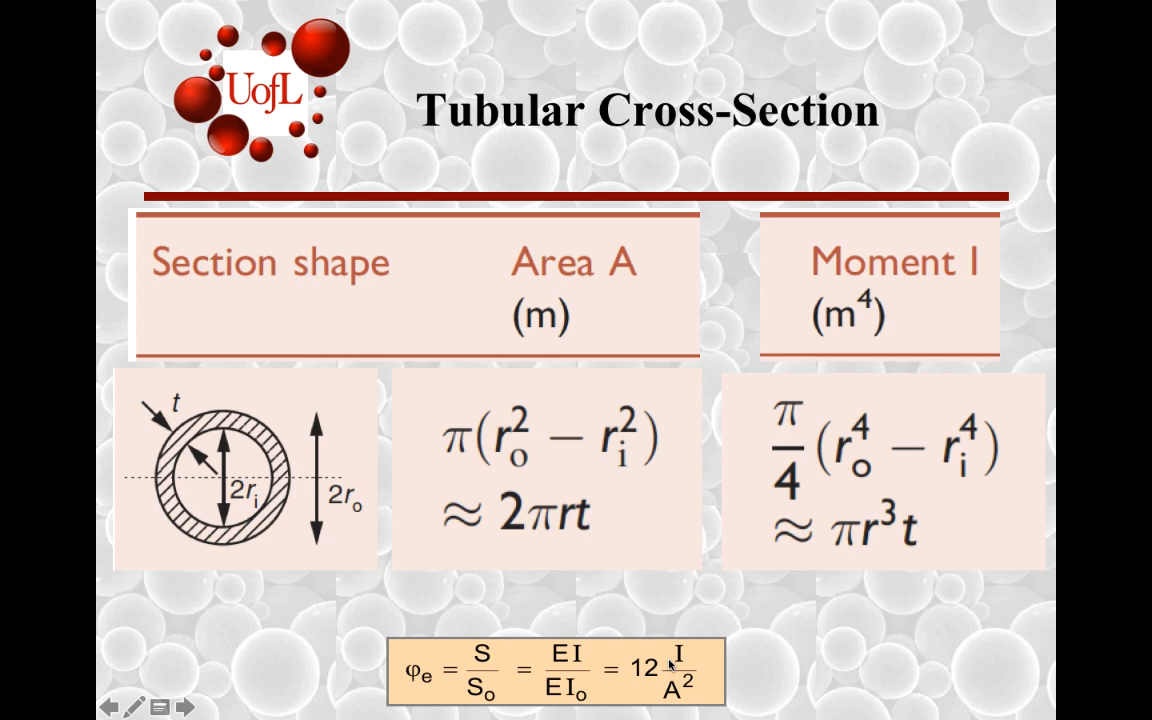 UofL
Tubular Cross-Section
Section shape Area A Moment I
(m) (m⁴)
t
2rᵢ
2rₒ
π(rₒ² − rᵢ²)
≈ 2πrt
π/4 (rₒ⁴ − rᵢ⁴)
≈ πr³t
φₑ = S/Sₒ = EI/EIₒ = 12 I/A²